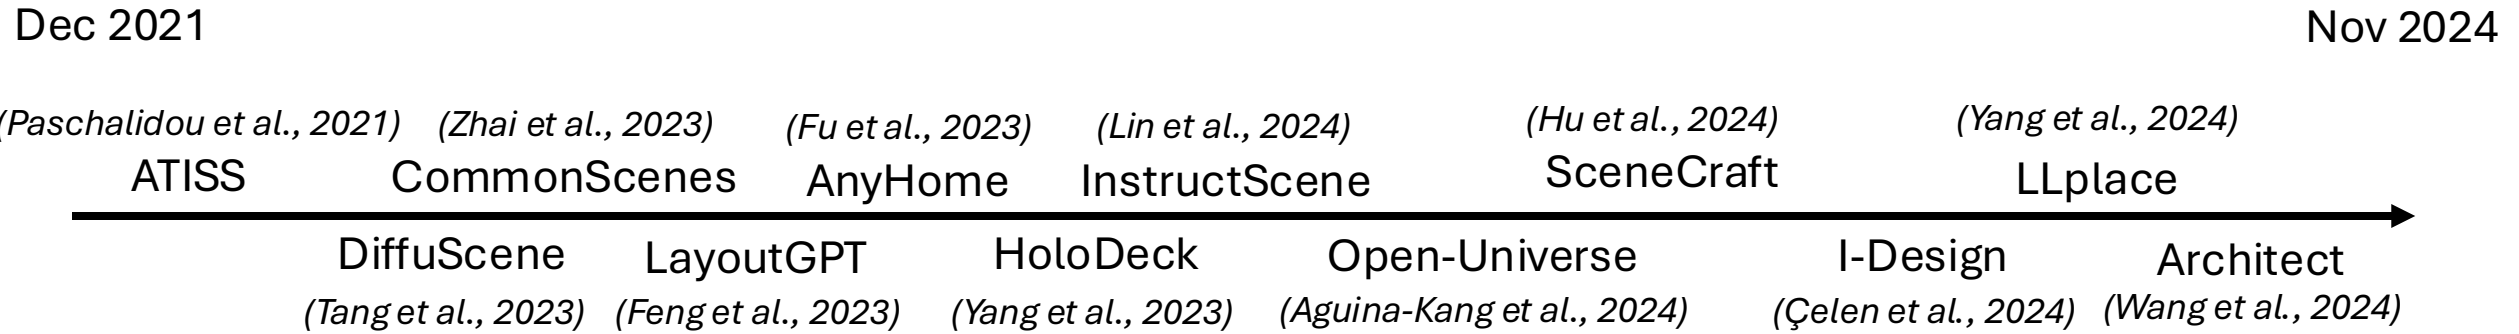 Dec 2021
Nov 2024
(Paschalidou et al., 2021)
ATISS
(Zhai et al., 2023)
CommonScenes
(Fu et al., 2023)
AnyHome
(Lin et al., 2024)
InstructScene
(Hu et al., 2024)
SceneCraft
(Yang et al., 2024)
LLplace
DiffuScene
(Tang et al., 2023)
LayoutGPT
(Feng et al., 2023)
HoloDeck
(Yang et al., 2023)
Open-Universe
(Aguina-Kang et al., 2024)
I-Design
(Çelen et al., 2024)
Architect
(Wang et al., 2024)